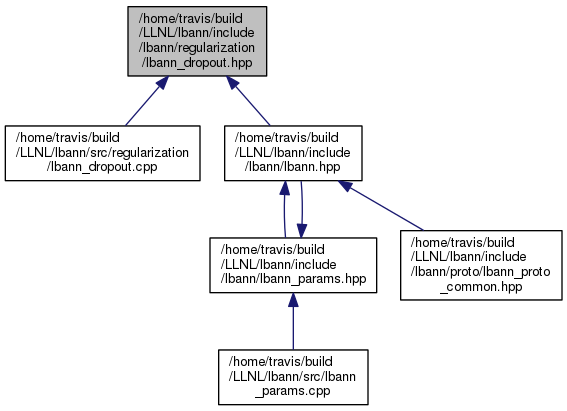 /home/travis/build
/LLNL/lbann/include
/lbann/regularization
/lbann_dropout.hpp
/home/travis/build
/LLNL/lbann/src/regularization
/lbann_dropout.cpp
/home/travis/build
/LLNL/lbann/include
/lbann/lbann.hpp
/home/travis/build
/LLNL/lbann/include
/lbann/lbann_params.hpp
/home/travis/build
/LLNL/lbann/include
/lbann/proto/lbann_proto
_common.hpp
/home/travis/build
/LLNL/lbann/src/lbann
_params.cpp